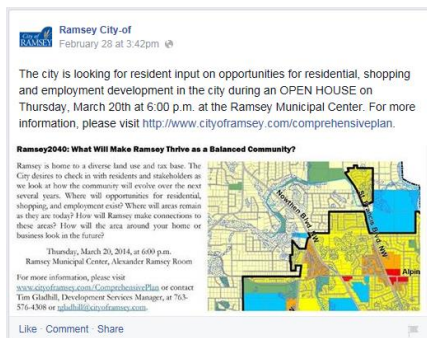 City of
RAMSEY
Ramsey City-of
February 28 at 3:42pm
The city is looking for resident input on opportunities for residential, shopping
and employment development in the city during an OPEN HOUSE on
Thursday, March 20th at 6:00 p.m. at the Ramsey Municipal Center. For more
information, please visit http://www.cityoframsey.com/comprehensiveplan.
Ramsey2040: What Will Make Ramsey Thrive as a Balanced Community?
Ramsey is home to a diverse land use and tax base. The
City desires to check in with residents and stakeholders as
we look at how the community will evolve over the next
several years. Where will opportunities for residential,
shopping, and employment exist? Where will areas remain
as they are today? How will Ramsey make connections to
these areas? How will the area around your home or
business look in the future?
Thursday, March 20, 2014, at 6:00 p.m.
Ramsey Municipal Center, Alexander Ramsey Room
For more information, please visit
www.cityoframsey.com/ComprehensivePlan or contact
Tim Gladhill, Development Services Manager, at 763-
576-4308 or tgladhill@cityoframsey.com.
Nowthen Blvd NW
Blvd NW
Alpin
Like · Comment · Share